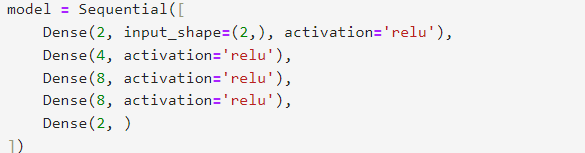 model = Sequential([
    Dense(2, input_shape=(2,), activation='relu'),
    Dense(4, activation='relu'),
    Dense(8, activation='relu'),
    Dense(8, activation='relu'),
    Dense(2, )
])